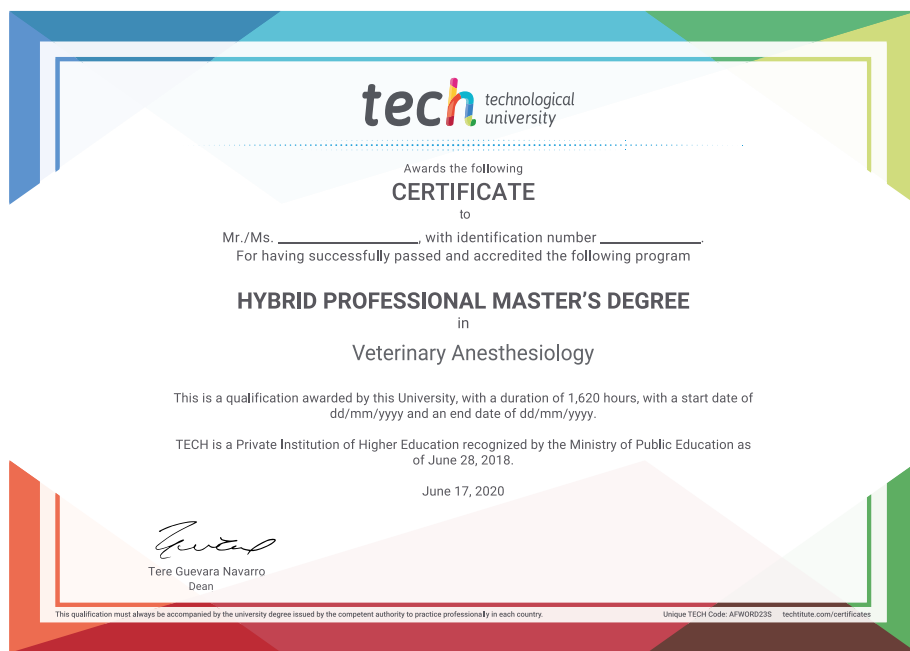 tech technological
university
Awards the following
CERTIFICATE
to
Mr./Ms. ____________________, with identification number ______________.
For having successfully passed and accredited the following program
HYBRID PROFESSIONAL MASTER'S DEGREE
in
Veterinary Anesthesiology
This is a qualification awarded by this University, with a duration of 1,620 hours, with a start date of
dd/mm/yyyy and an end date of dd/mm/yyyy.
TECH is a Private Institution of Higher Education recognized by the Ministry of Public Education as
of June 28, 2018.
June 17, 2020
Tere Guevara Navarro
Dean
This qualification must always be accompanied by the university degree issued by the competent authority to practice professionally in each country.
Unique TECH Code: AFWORD23S techtitute.com/certificates